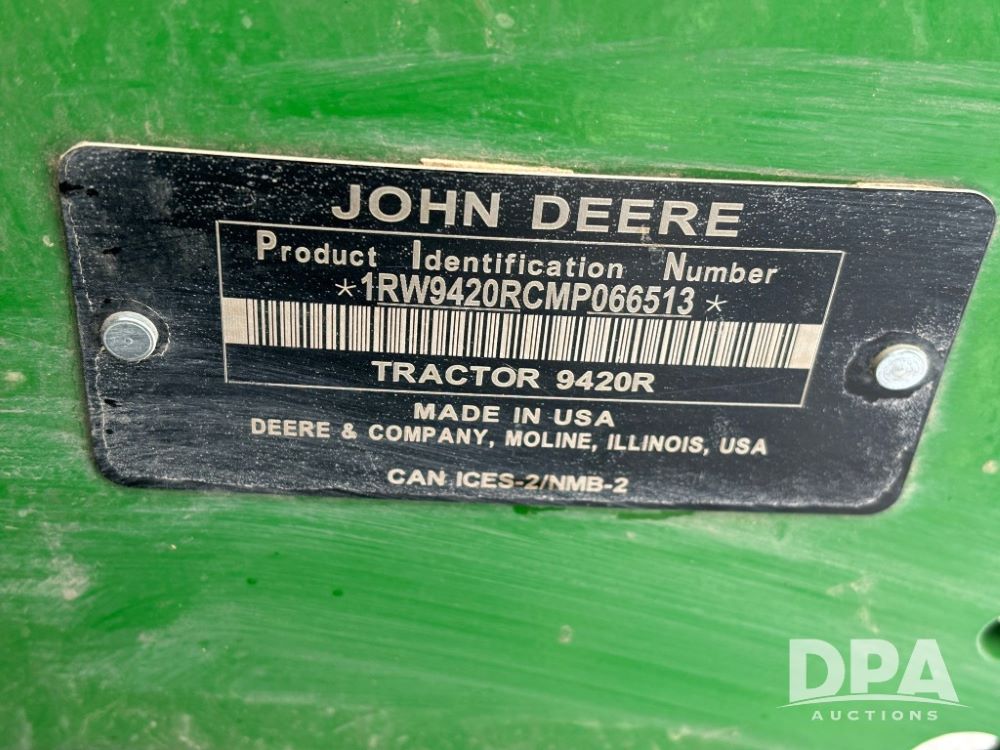 JOHN DEERE
Product Identification Number
*1RW9420RCMP066513*
TRACTOR 9420R
MADE IN USA
DEERE & COMPANY, MOLINE, ILLINOIS, USA
CAN ICES-2/NMB-2
DPA
AUCTIONS